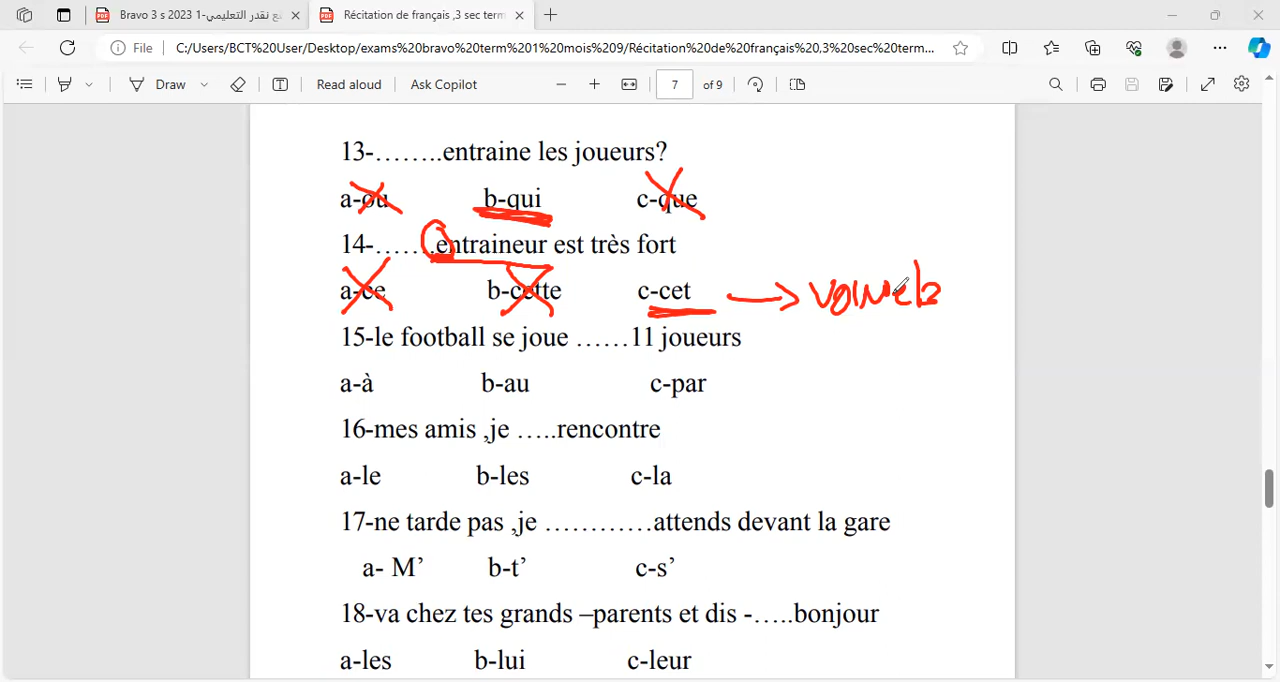 Bravo 3 s 2023 1-موقع نقدر التعليمي
Récitation de français ,3 sec term
File
C:/Users/BCT%20User/Desktop/exams%20bravo%20term%201%20mois%209/Récitation%20de%20français%20,3%20sec%20term...
Draw
Read aloud
Ask Copilot
7 of 9
13-……..entraine les joueurs?
a-ou b-qui c-que
14-…….entraineur est très fort
a-ce b-cette c-cet
15-le football se joue ……11 joueurs
a-à b-au c-par
16-mes amis ,je …..rencontre
a-le b-les c-la
17-ne tarde pas ,je …………attends devant la gare
a- M’ b-t’ c-s’
18-va chez tes grands –parents et dis -…..bonjour
a-les b-lui c-leur